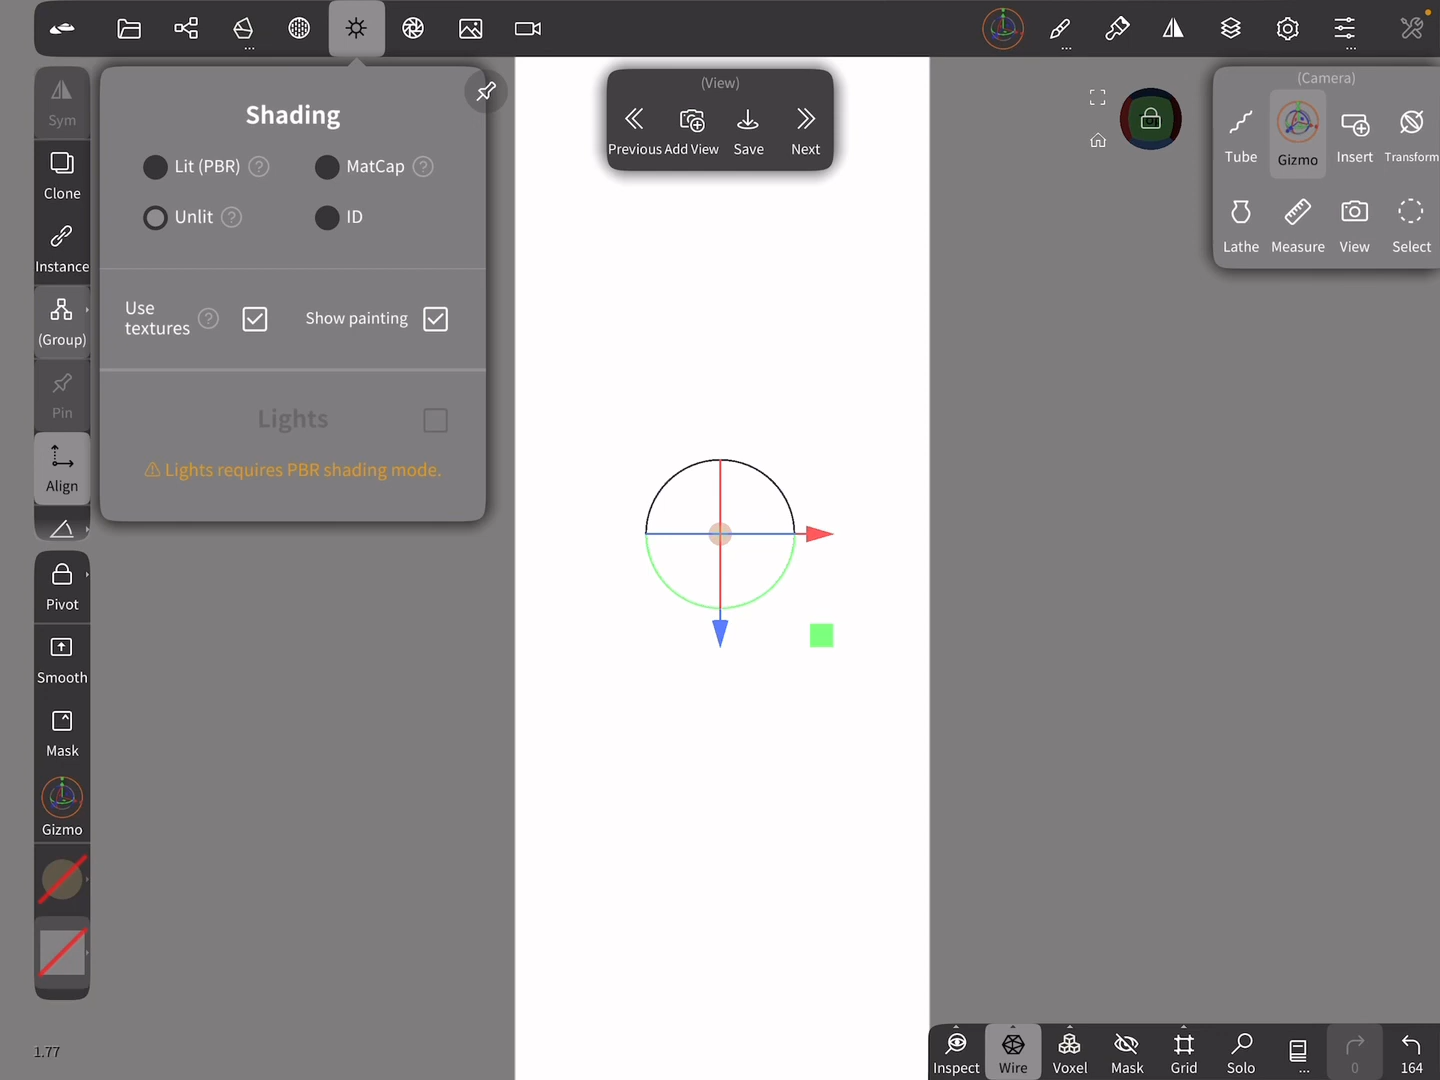 ...
...
...
Sym
Clone
Instance
(Group)
Pin
Align
Pivot
Smooth
Mask
Gizmo
1.77
Shading
Lit (PBR) ?
MatCap ?
Unlit ?
ID
Use
textures ?
Show painting
Lights
Lights requires PBR shading mode.
(View)
Previous
Add View
Save
Next
(Camera)
Tube
Gizmo
Insert
Transform
Lathe
Measure
View
Select
Inspect
Wire
Voxel
Mask
Grid
Solo
...
0
164